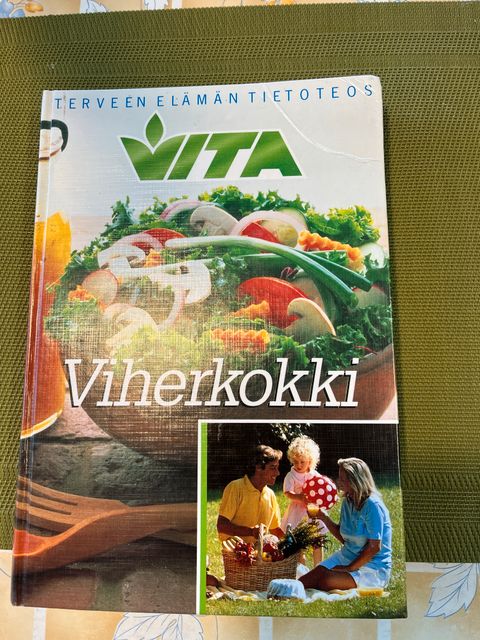 TERVEEN ELÄMÄN TIETOTEOS
VITA
Viherkokki